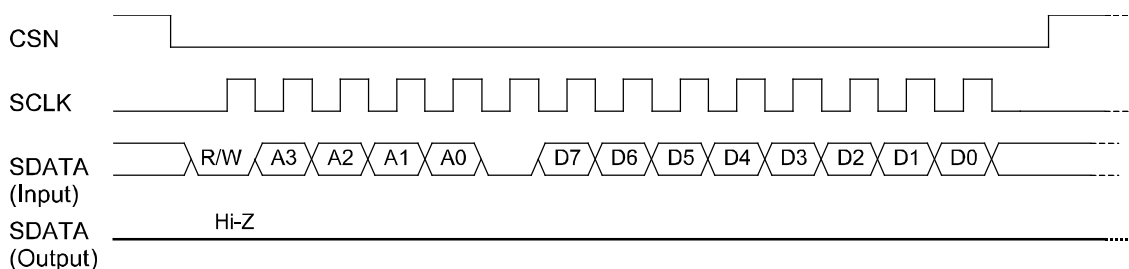 CSN
SCLK
SDATA
(Input)
R/W A3 A2 A1 A0 D7 D6 D5 D4 D3 D2 D1 D0
SDATA
(Output)
Hi-Z